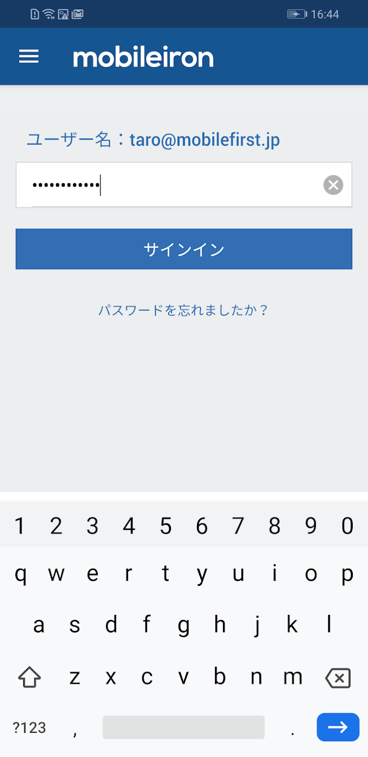 16:44
mobileiron
ユーザー名：taro@mobilefirst.jp
••••••••••••
サインイン
パスワードを忘れましたか？
1 2 3 4 5 6 7 8 9 0
q w e r t y u i o p
a s d f g h j k l
z x c v b n m
?123 , .